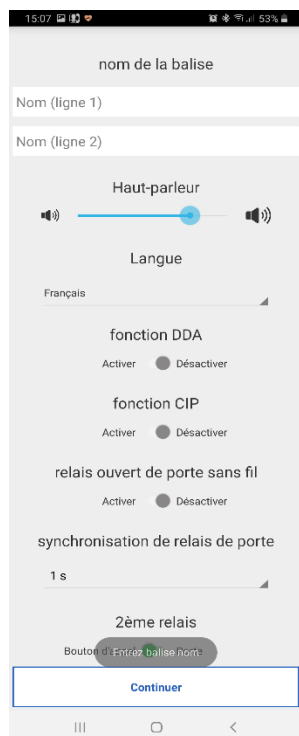 15:07 53%
nom de la balise
Nom (ligne 1)
Nom (ligne 2)
Haut-parleur
Langue
Français
fonction DDA
Activer Désactiver
fonction CIP
Activer Désactiver
relais ouvert de porte sans fil
Activer Désactiver
synchronisation de relais de porte
1 s
2ème relais
Bouton
Entrez balise nom
Continuer